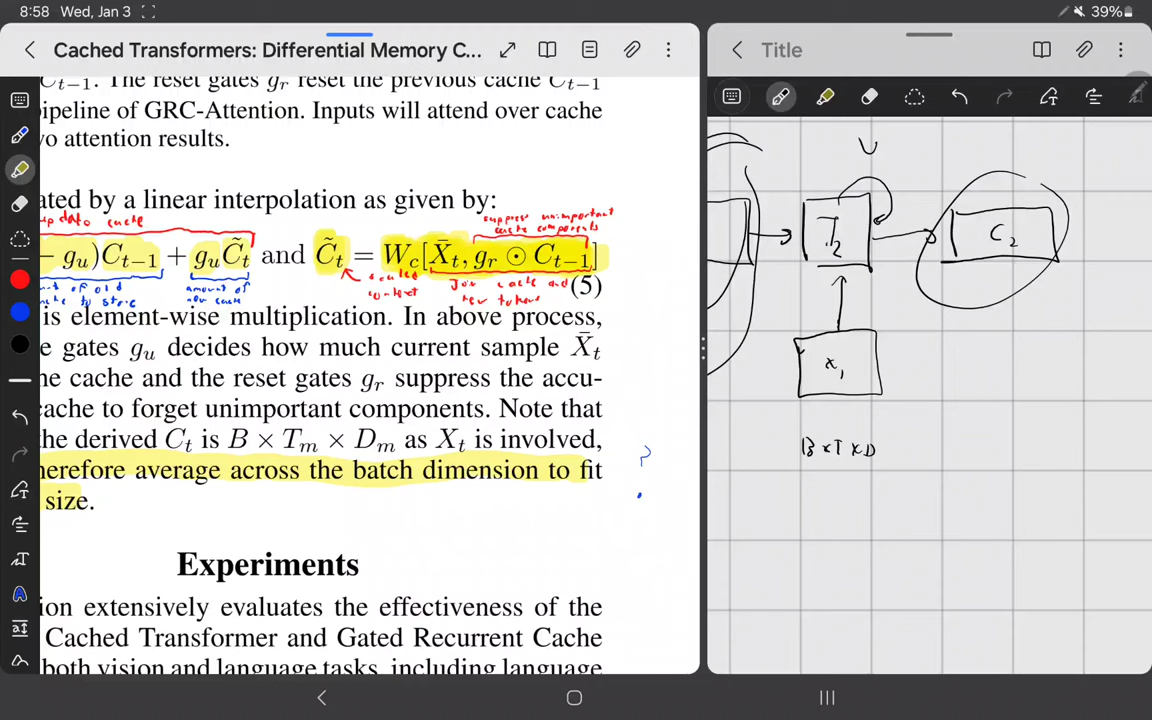 8:58 Wed, Jan 3
39%
Cached Transformers: Differential Memory C...
Title
C_{t−1}. The reset gates g_r reset the previous cache C_{t−1}
ipeline of GRC-Attention. Inputs will attend over cache
vo attention results.
ated by a linear interpolation as given by:
update cache
suppress unimportant
cache components
− g_u)C_{t−1} + g_u C̃_t and C̃_t = W_c[X̄_t, g_r ⊙ C_{t−1}]
of old
amount of
new cache
context
Join cache and
new tokens
(5)
is element-wise multiplication. In above process,
e gates g_u decides how much current sample X̄_t
he cache and the reset gates g_r suppress the accu-
cache to forget unimportant components. Note that
the derived C_t is B × T_m × D_m as X_t is involved,
herefore average across the batch dimension to fit
size.
?
Experiments
ion extensively evaluates the effectiveness of the
Cached Transformer and Gated Recurrent Cache
both vision and language tasks, including language
U
T_2
C_2
x_1
B x T x D